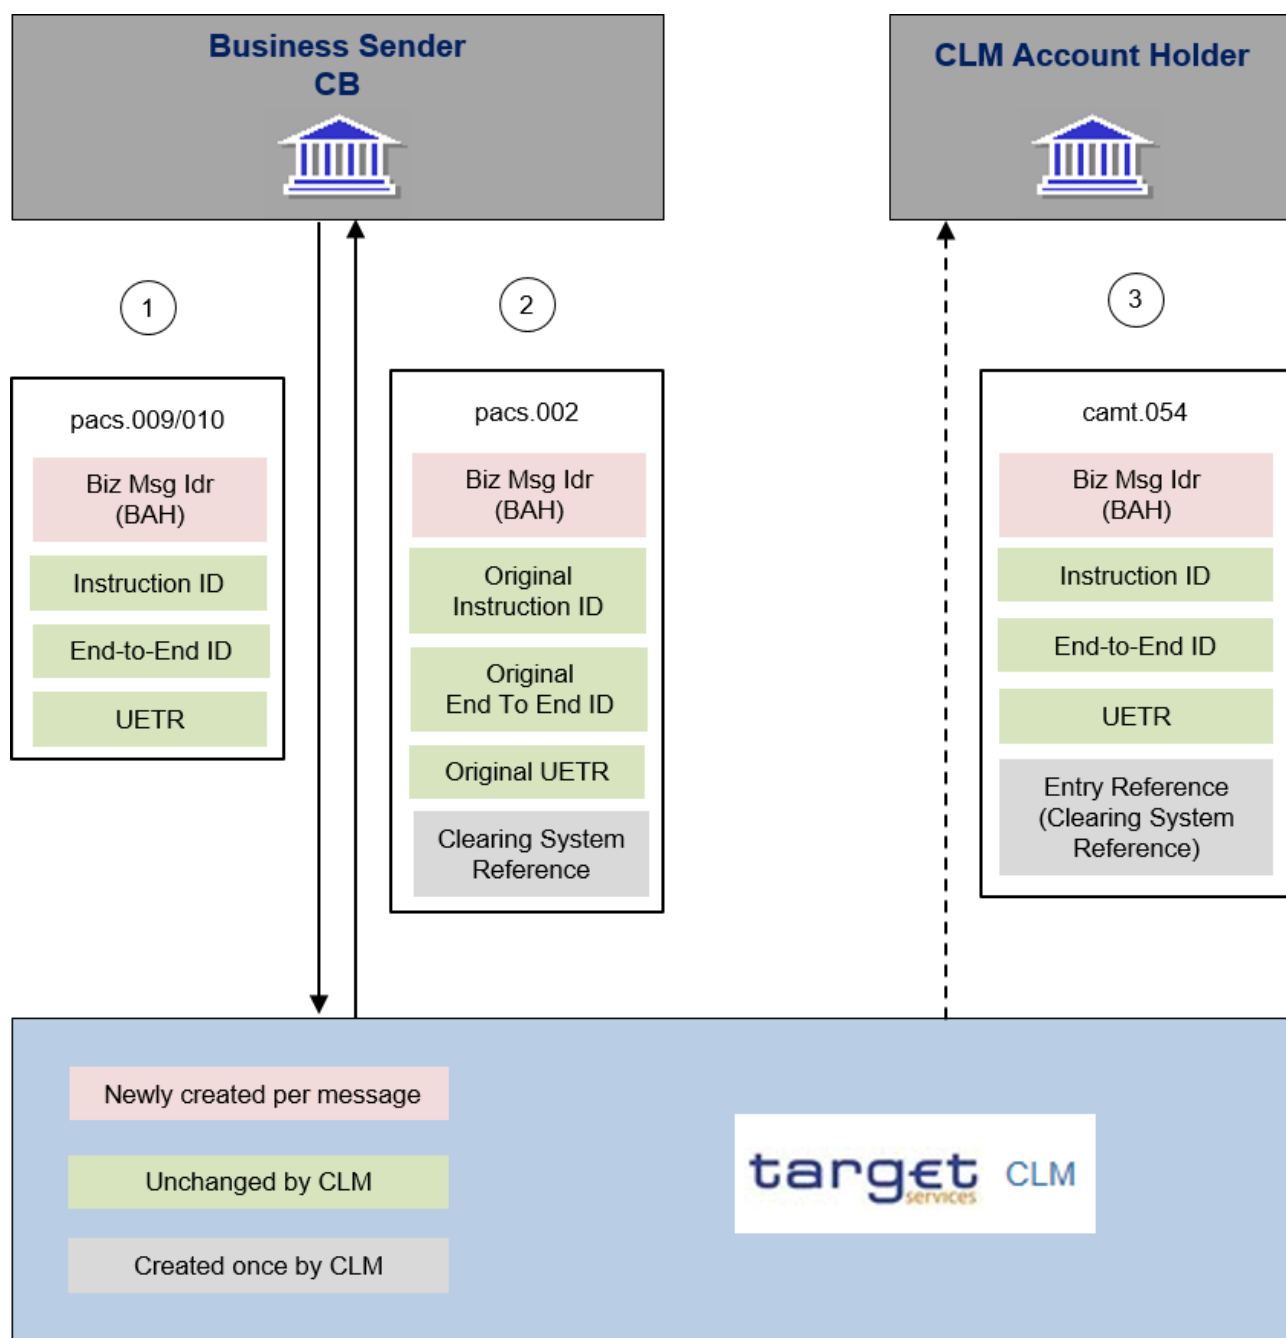 Business Sender
CB
CLM Account Holder
1
2
3
pacs.009/010
Biz Msg Idr
(BAH)
Instruction ID
End-to-End ID
UETR
pacs.002
Biz Msg Idr
(BAH)
Original
Instruction ID
Original
End To End ID
Original UETR
Clearing System
Reference
camt.054
Biz Msg Idr
(BAH)
Instruction ID
End-to-End ID
UETR
Entry Reference
(Clearing System
Reference)
Newly created per message
Unchanged by CLM
Created once by CLM
target
services
CLM